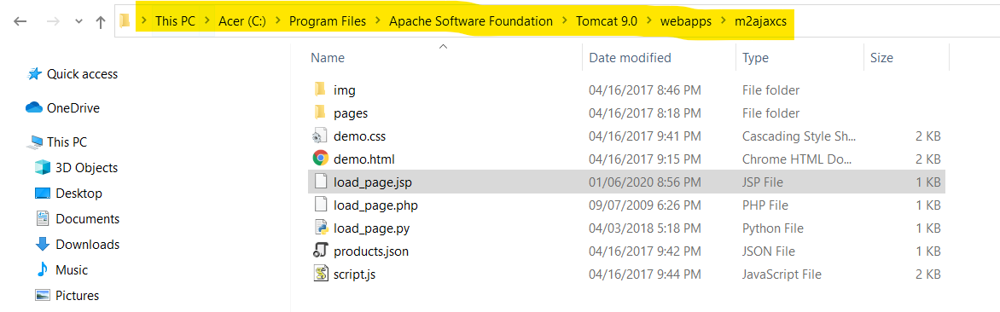 This PC Acer (C:) Program Files Apache Software Foundation Tomcat 9.0 webapps m2ajaxcs
Name Date modified Type Size
Quick access
OneDrive
This PC
3D Objects
Desktop
Documents
Downloads
Music
Pictures
img 04/16/2017 8:46 PM File folder
pages 04/16/2017 8:18 PM File folder
demo.css 04/16/2017 9:41 PM Cascading Style Sh... 2 KB
demo.html 04/16/2017 9:15 PM Chrome HTML Do... 2 KB
load_page.jsp 01/06/2020 8:56 PM JSP File 1 KB
load_page.php 09/07/2009 6:26 PM PHP File 1 KB
load_page.py 04/03/2018 5:18 PM Python File 1 KB
products.json 04/16/2017 9:42 PM JSON File 1 KB
script.js 04/16/2017 9:44 PM JavaScript File 2 KB